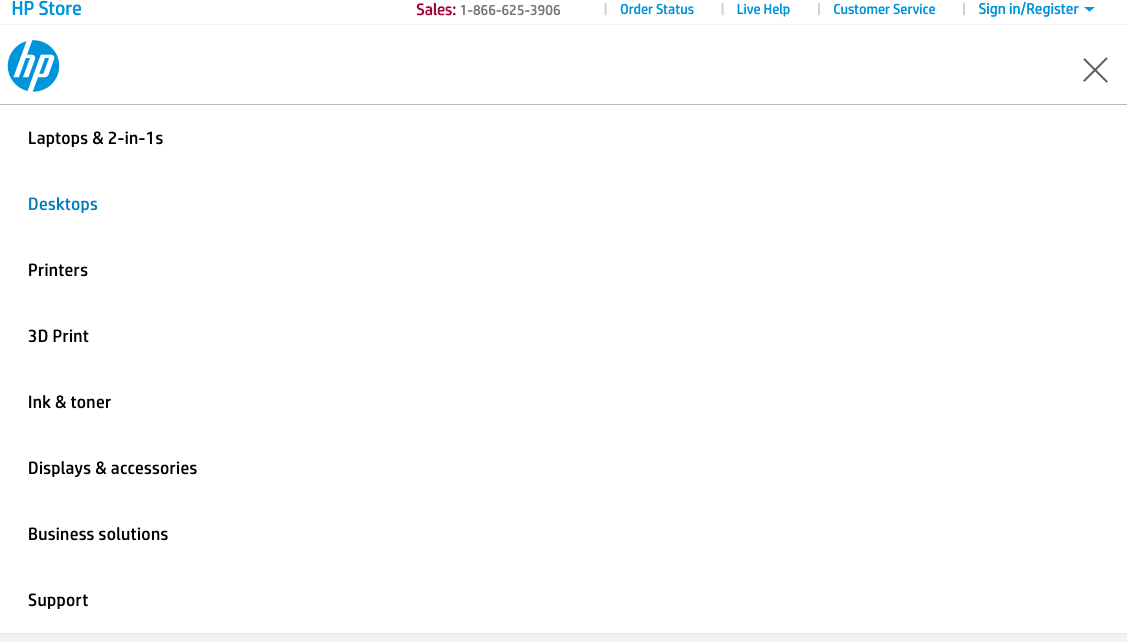 HP Store Sales: 1-866-625-3906 | Order Status | Live Help | Customer Service | Sign in/Register
hp
Laptops & 2-in-1s
Desktops
Printers
3D Print
Ink & toner
Displays & accessories
Business solutions
Support